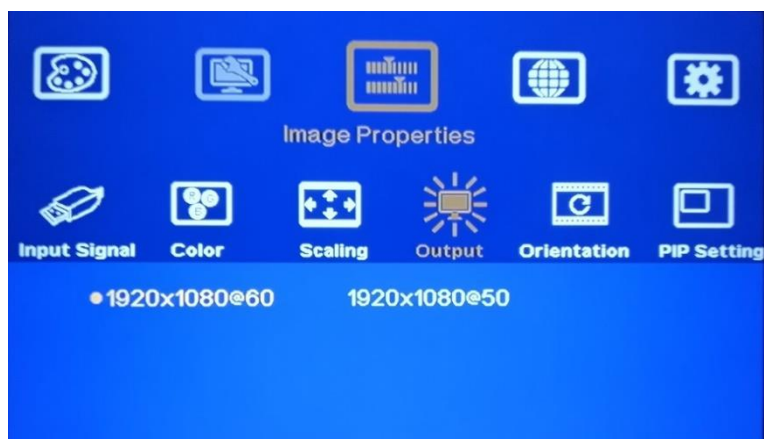 Image Properties
Input Signal Color Scaling Output Orientation PIP Setting
1920x1080@60 1920x1080@50